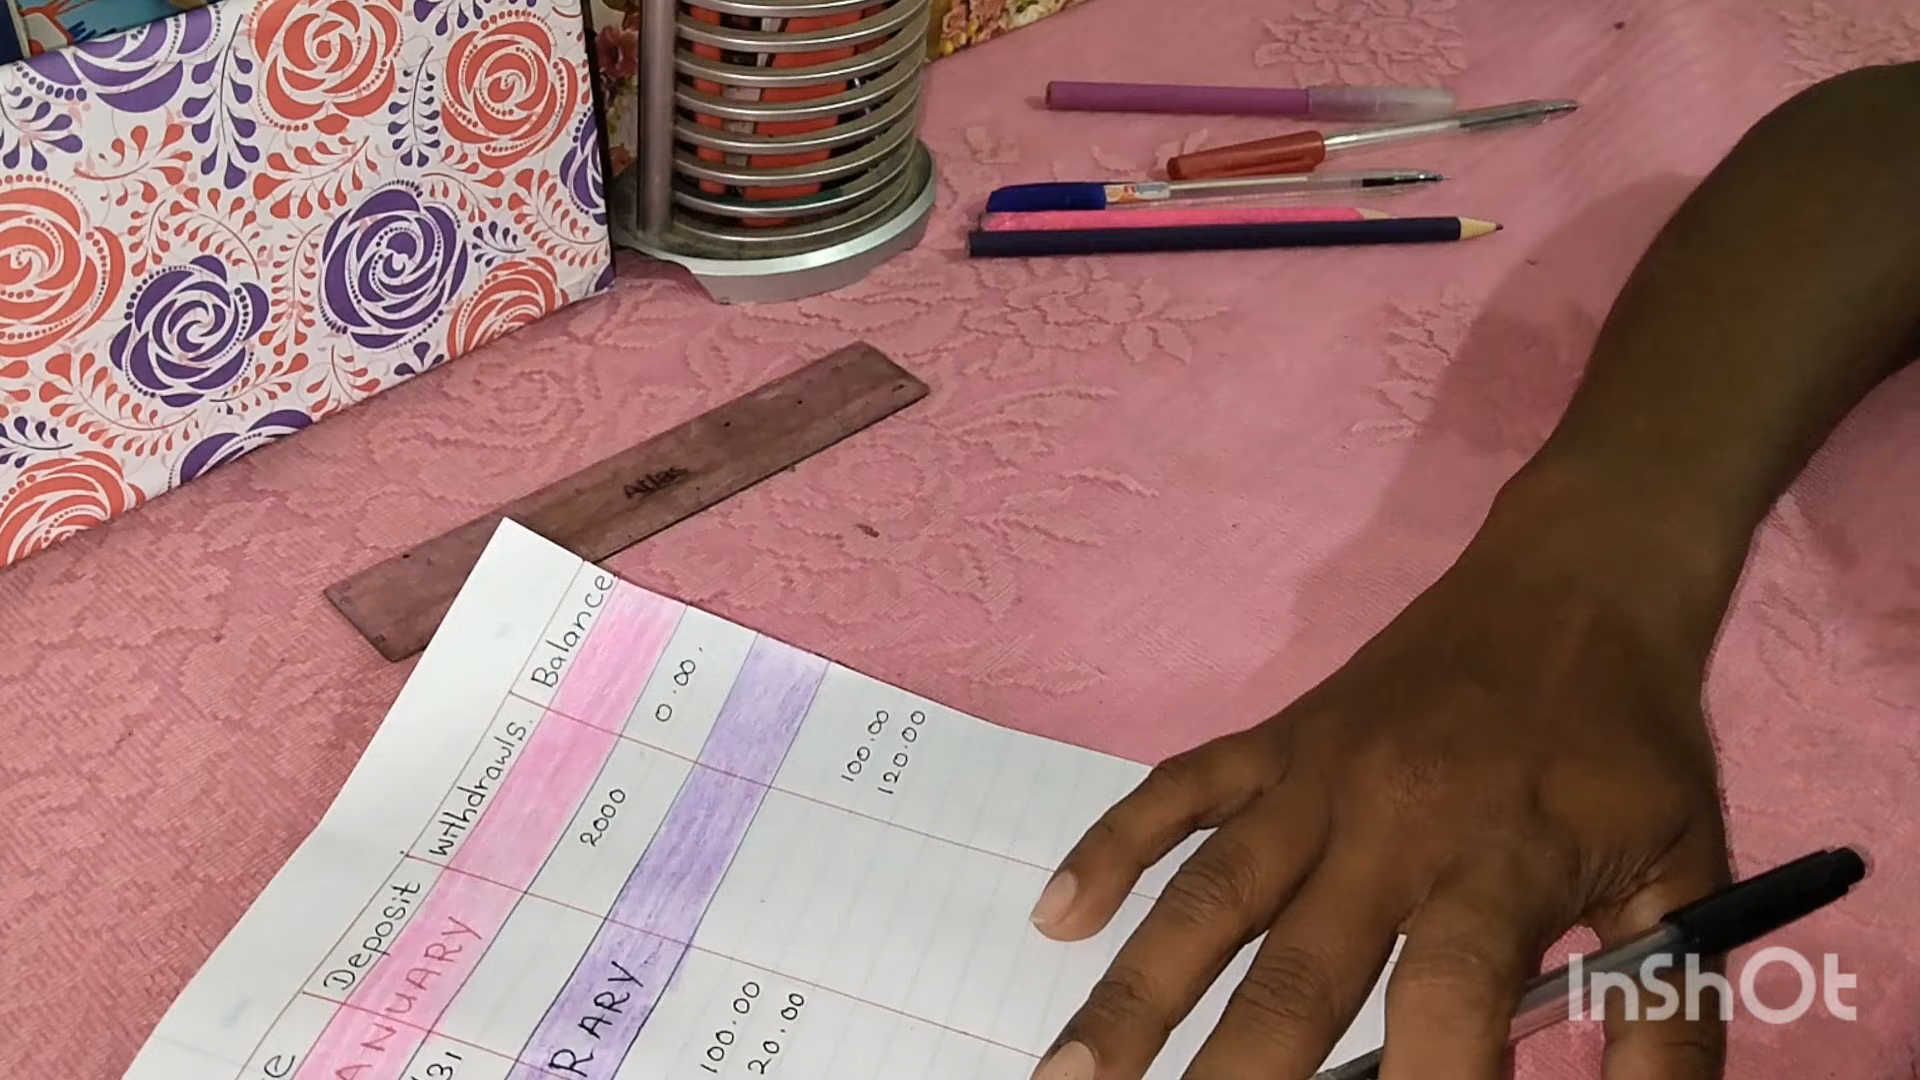 Atlas
Deposit withdrawls. Balance
ANUARY
31 2000 0.00.
RARY
100.00 100.00
20.00 120.00
InShOt